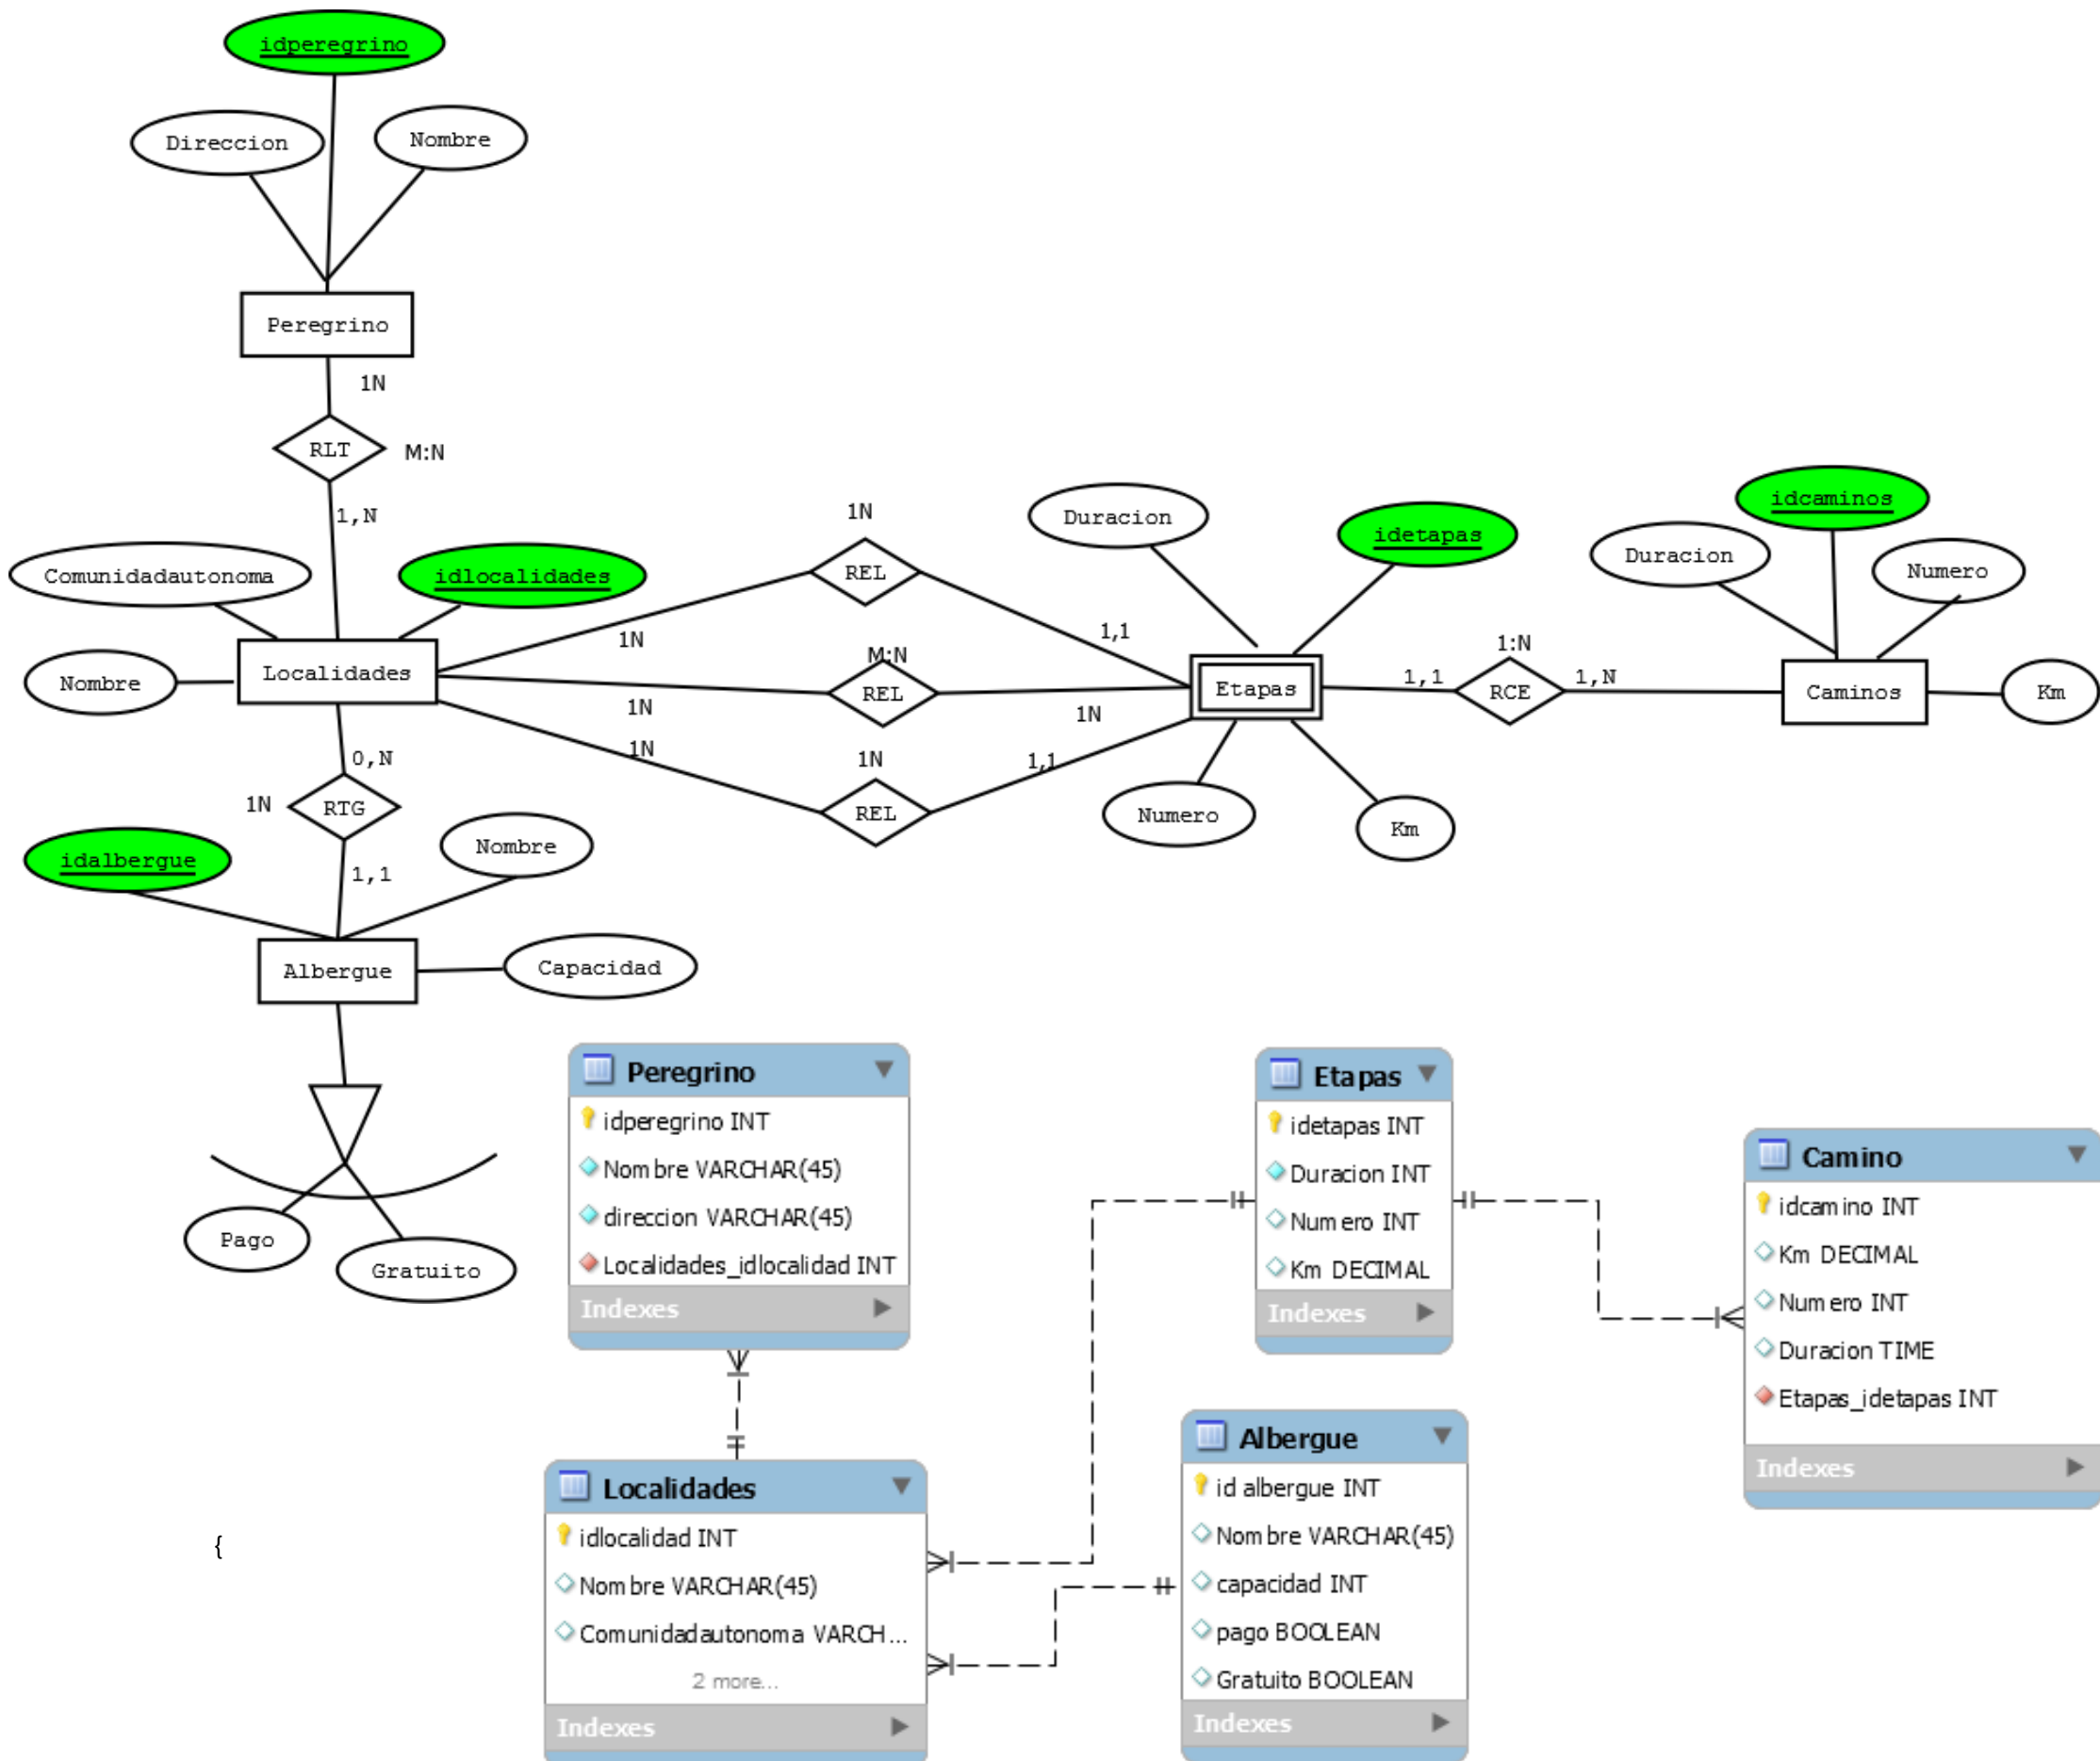 idperegrino
Direccion
Nombre
Peregrino
1N
RLT
M:N
1,N
Comunidadautonoma
idlocalidades
Nombre
Localidades
1N
REL
1N
1,1
M:N
REL
1N
1N
1N
1N
REL
1,1
Duracion
idetapas
Etapas
Numero
Km
1,1
1:N
RCE
1,N
idcaminos
Duracion
Numero
Caminos
Km
0,N
1N
RTG
1,1
idalbergue
Nombre
Albergue
Capacidad
Pago
Gratuito
Peregrino
idperegrino INT
Nombre VARCHAR(45)
direccion VARCHAR(45)
Localidades_idlocalidad INT
Indexes
Etapas
idetapas INT
Duracion INT
Numero INT
Km DECIMAL
Indexes
Camino
idcamino INT
Km DECIMAL
Numero INT
Duracion TIME
Etapas_idetapas INT
Indexes
Localidades
idlocalidad INT
Nombre VARCHAR(45)
Comunidadautonoma VARCH...
2 more...
Indexes
Albergue
id albergue INT
Nombre VARCHAR(45)
capacidad INT
pago BOOLEAN
Gratuito BOOLEAN
Indexes
{